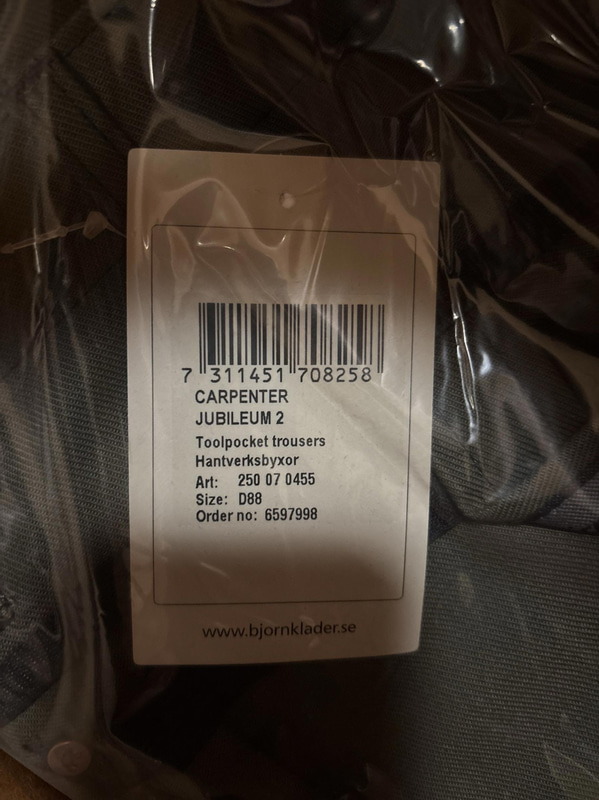 7 311451 708258
CARPENTER
JUBILEUM 2
Toolpocket trousers
Hantverksbyxor
Art: 250 07 0455
Size: D88
Order no: 6597998
www.bjornklader.se